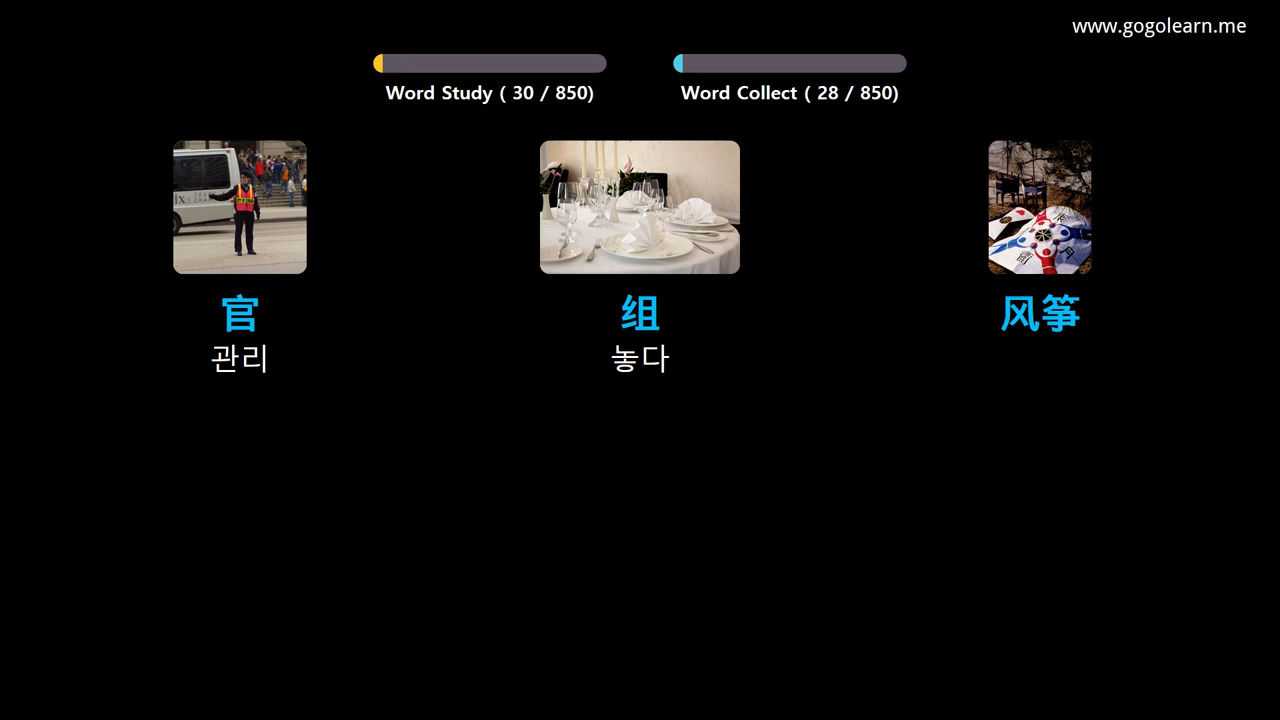 www.gogolearn.me
Word Study ( 30 / 850)
Word Collect ( 28 / 850)
官
组
风筝
관리
놓다